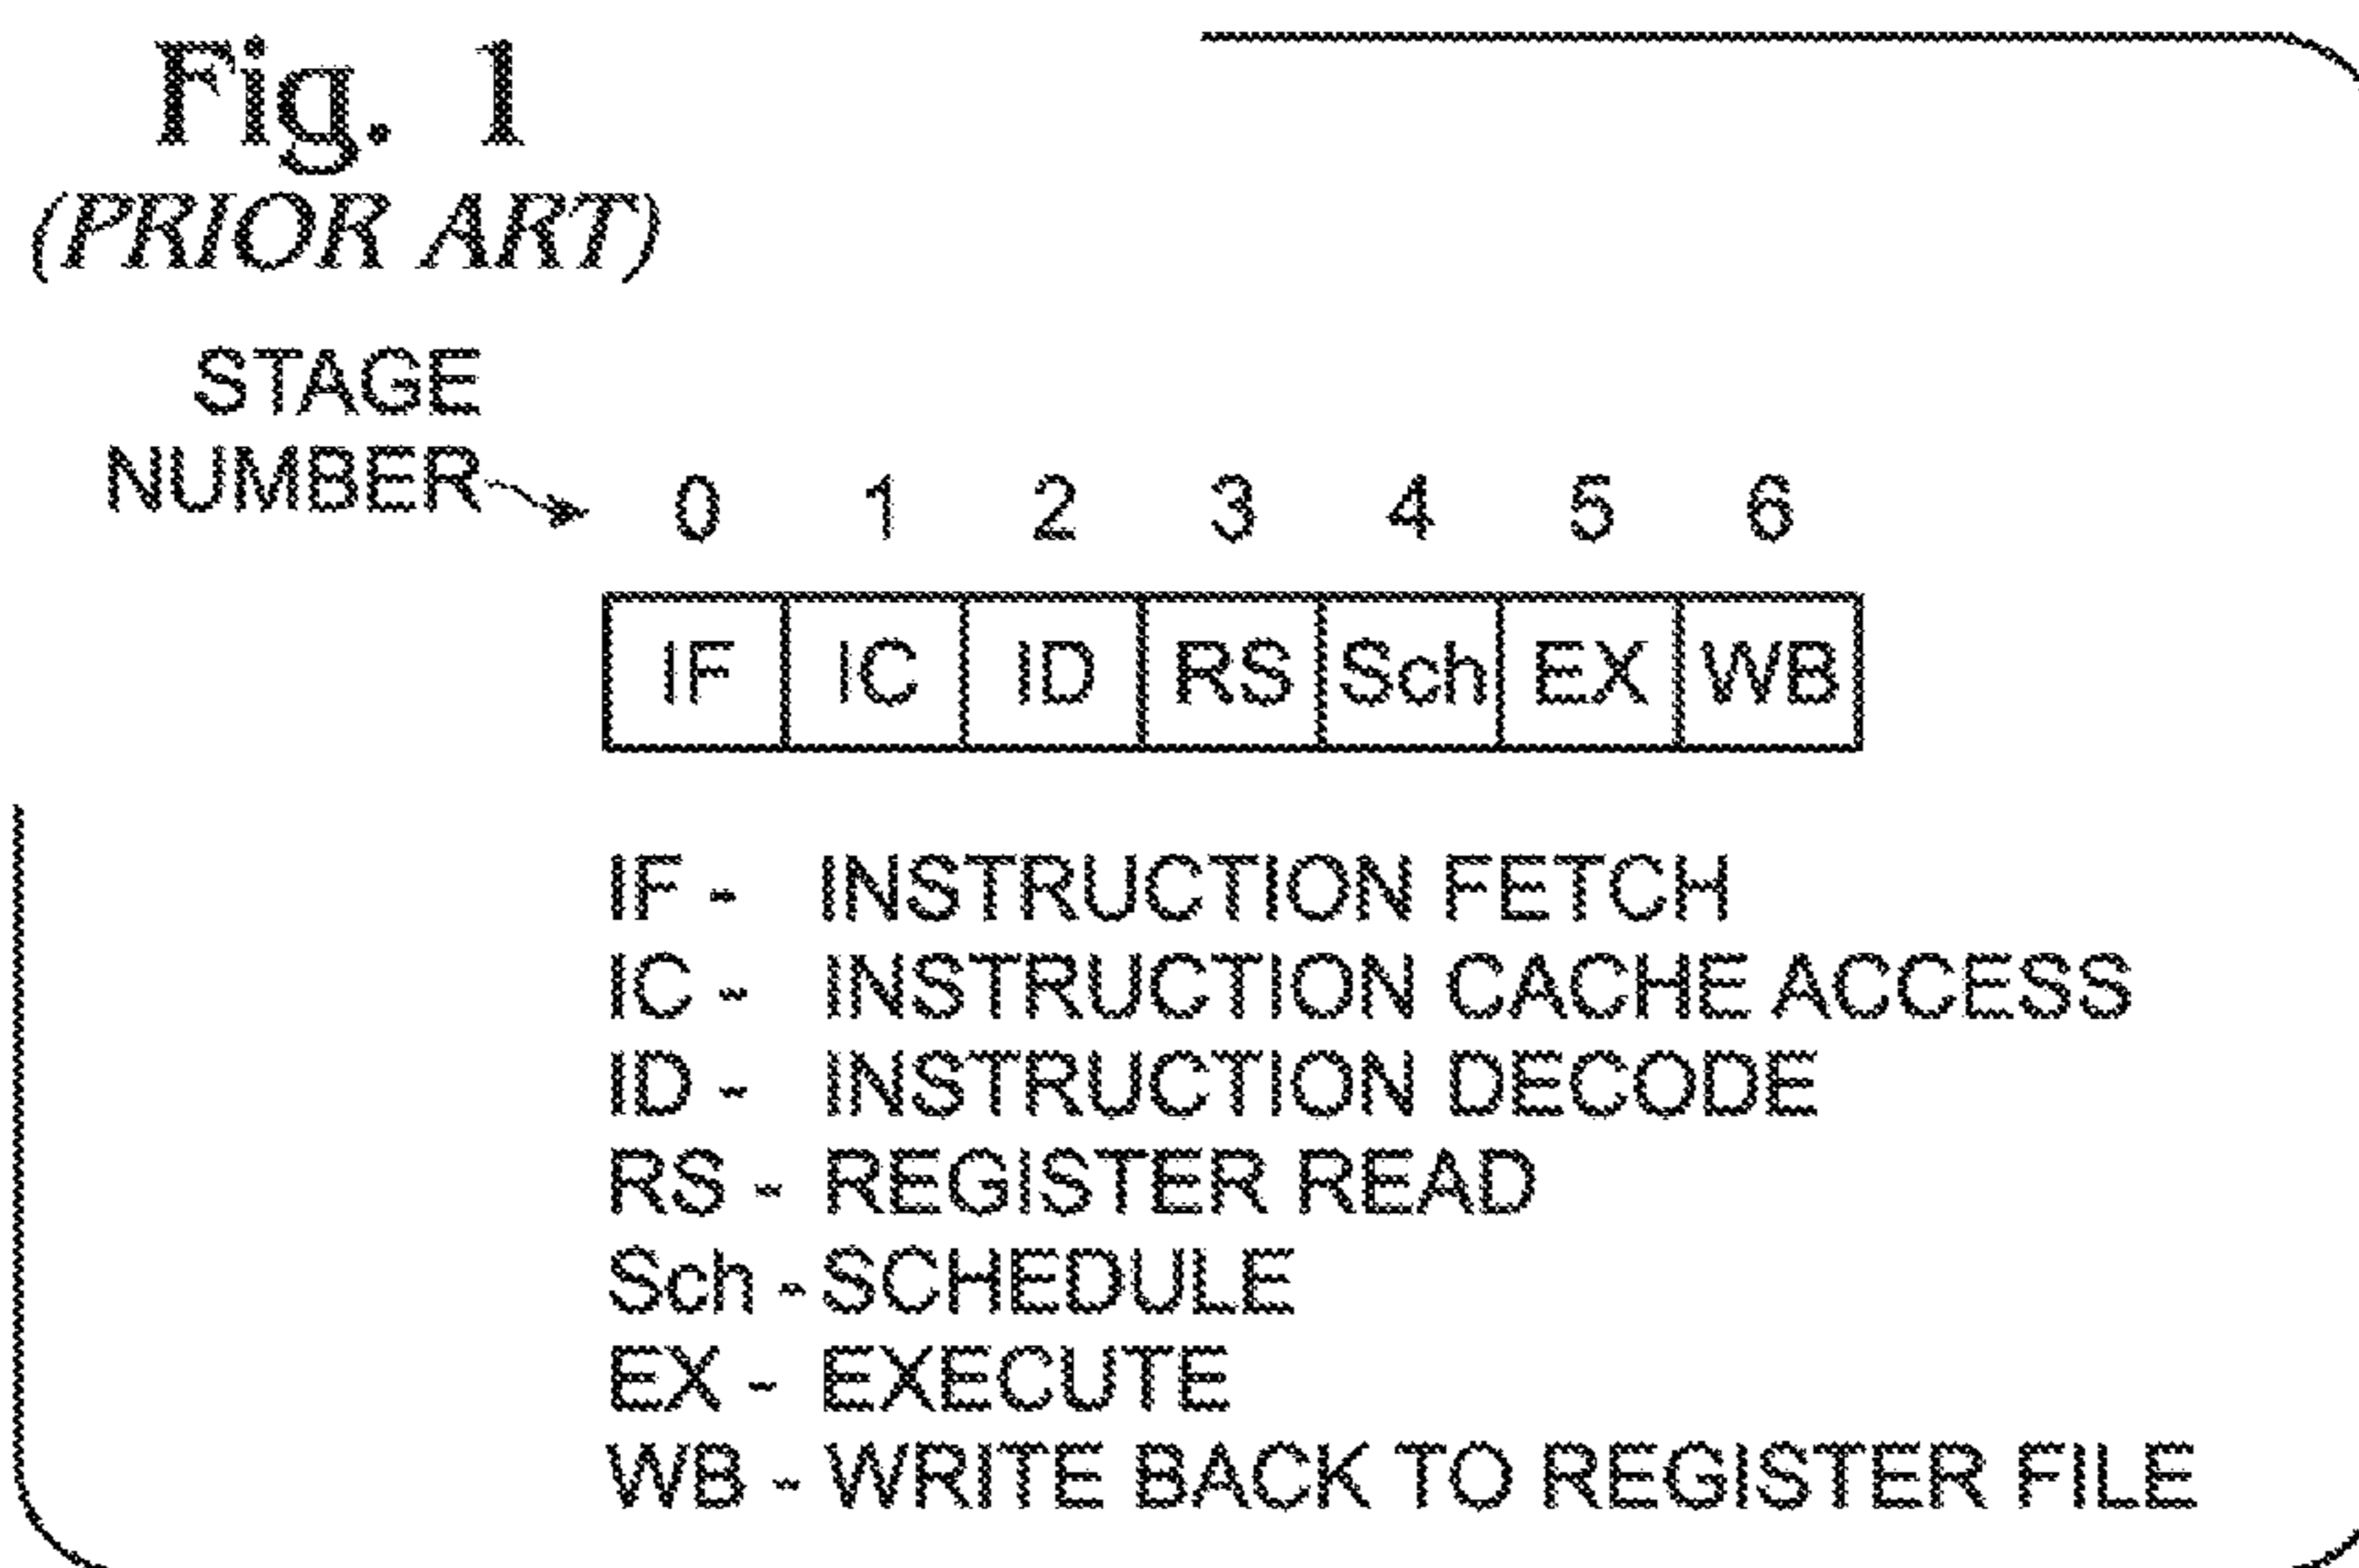 Fig. 1
(PRIOR ART)
STAGE
NUMBER
0 1 2 3 4 5 6
IF IC ID RS Sch EX WB
IF - INSTRUCTION FETCH
IC - INSTRUCTION CACHE ACCESS
ID - INSTRUCTION DECODE
RS - REGISTER READ
Sch - SCHEDULE
EX - EXECUTE
WB - WRITE BACK TO REGISTER FILE